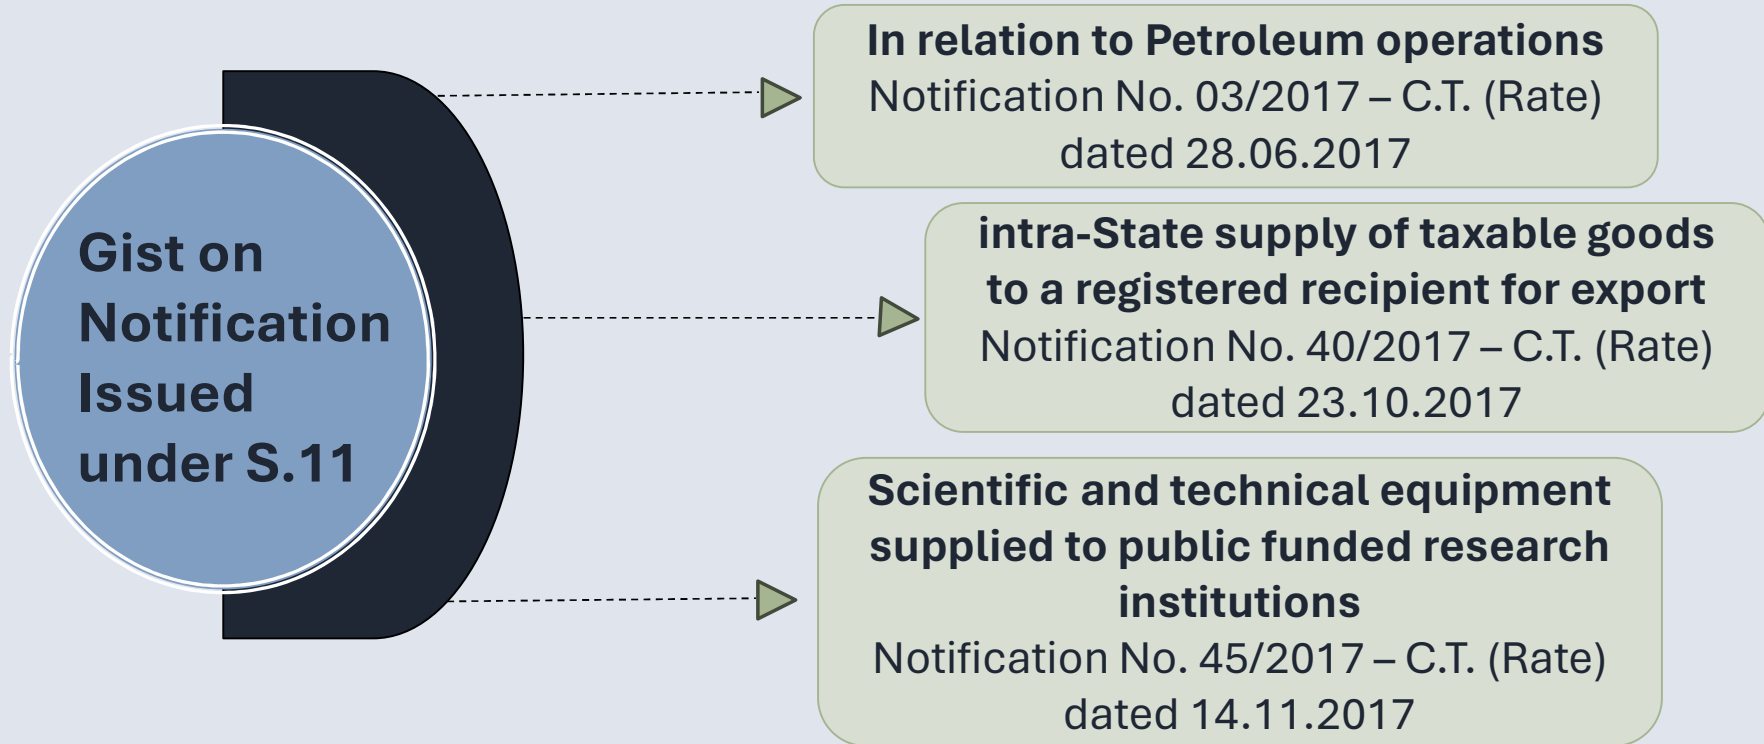 Gist on
Notification
Issued
under S.11
In relation to Petroleum operations
Notification No. 03/2017 – C.T. (Rate)
dated 28.06.2017
intra-State supply of taxable goods
to a registered recipient for export
Notification No. 40/2017 – C.T. (Rate)
dated 23.10.2017
Scientific and technical equipment
supplied to public funded research
institutions
Notification No. 45/2017 – C.T. (Rate)
dated 14.11.2017